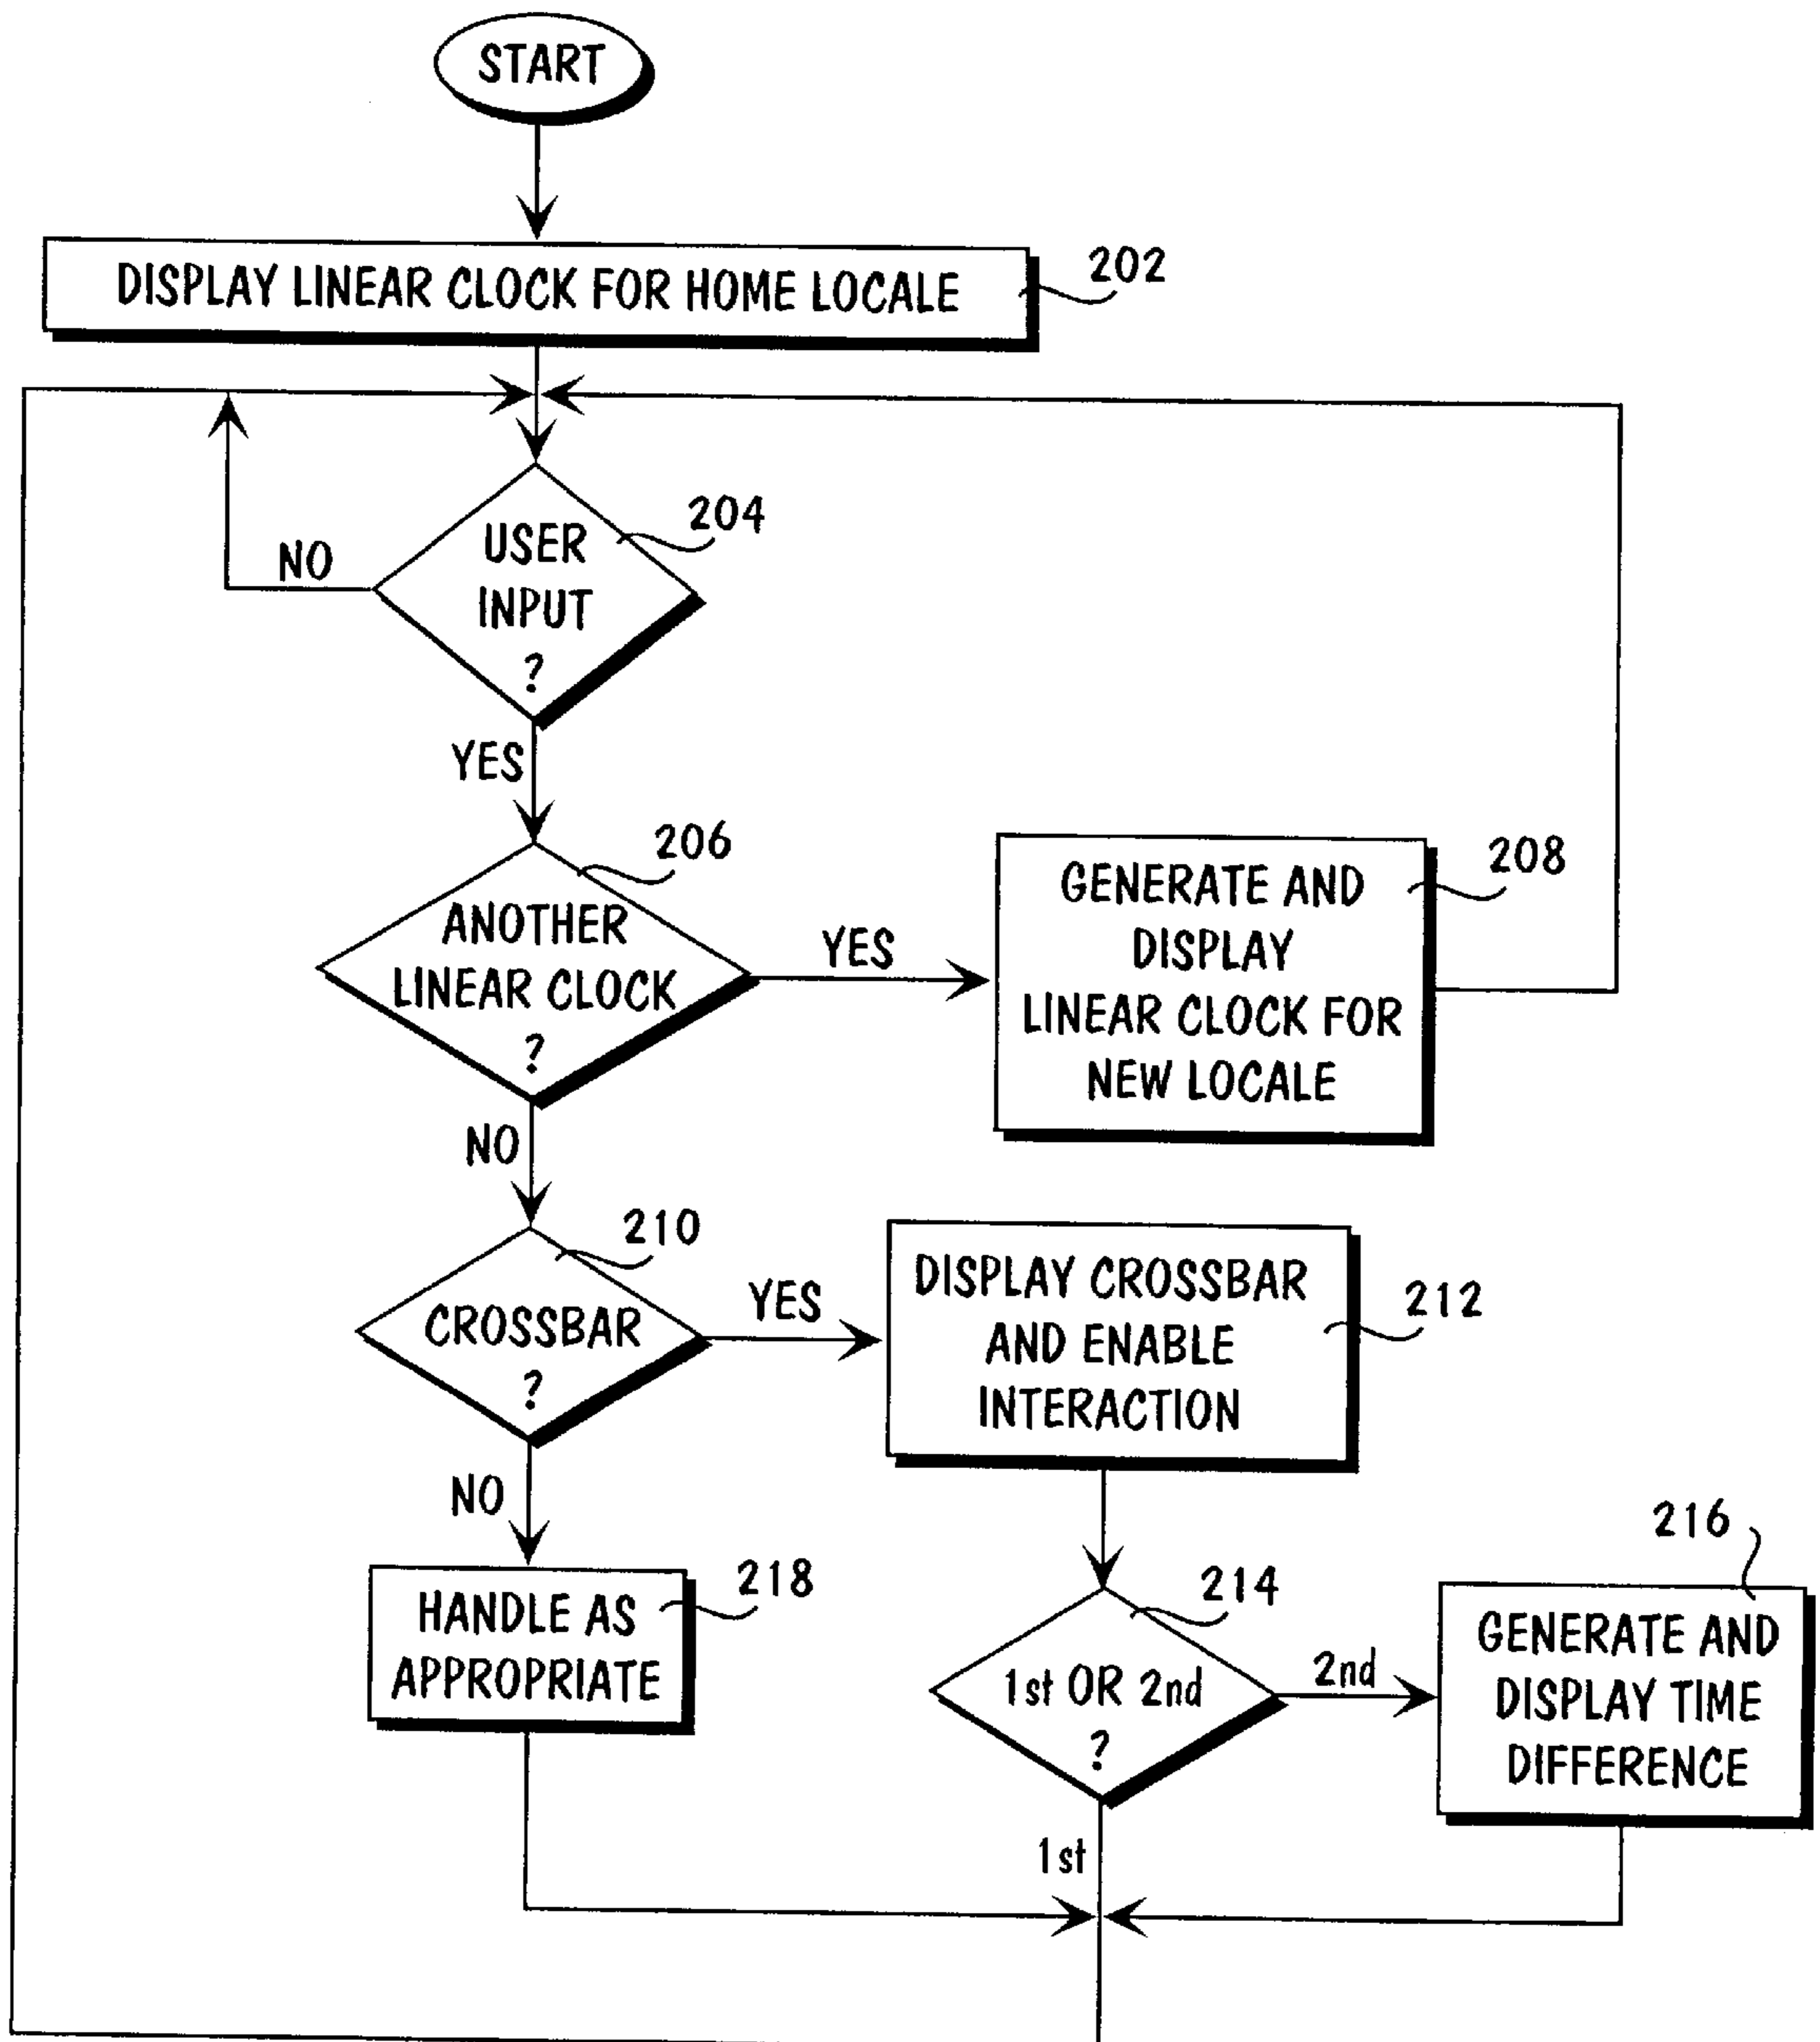 START
DISPLAY LINEAR CLOCK FOR HOME LOCALE
202
204
USER
INPUT
?
NO
YES
206
ANOTHER
LINEAR CLOCK
?
YES
208
GENERATE AND
DISPLAY
LINEAR CLOCK FOR
NEW LOCALE
NO
210
CROSSBAR
?
YES
212
DISPLAY CROSSBAR
AND ENABLE
INTERACTION
NO
218
HANDLE AS
APPROPRIATE
214
1st OR 2nd
?
2nd
216
GENERATE AND
DISPLAY TIME
DIFFERENCE
1st